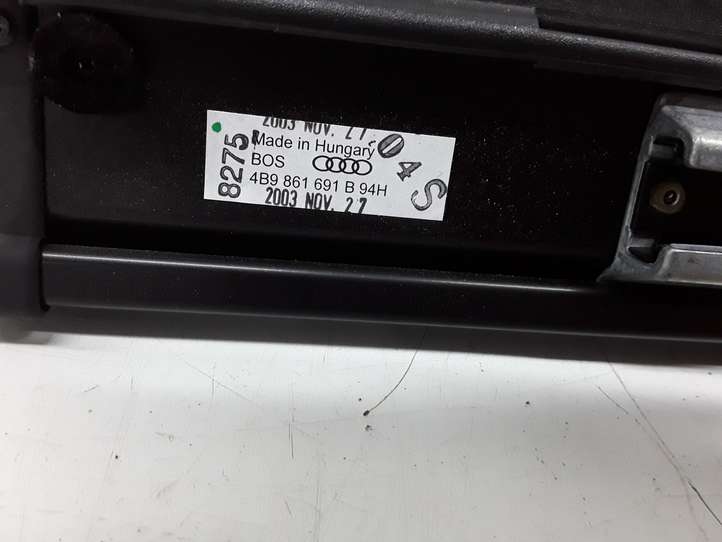 2003 NOV. 27
8275
Made in Hungary
BOS
4B9 861 691 B 94H
2003 NOV. 27
04S